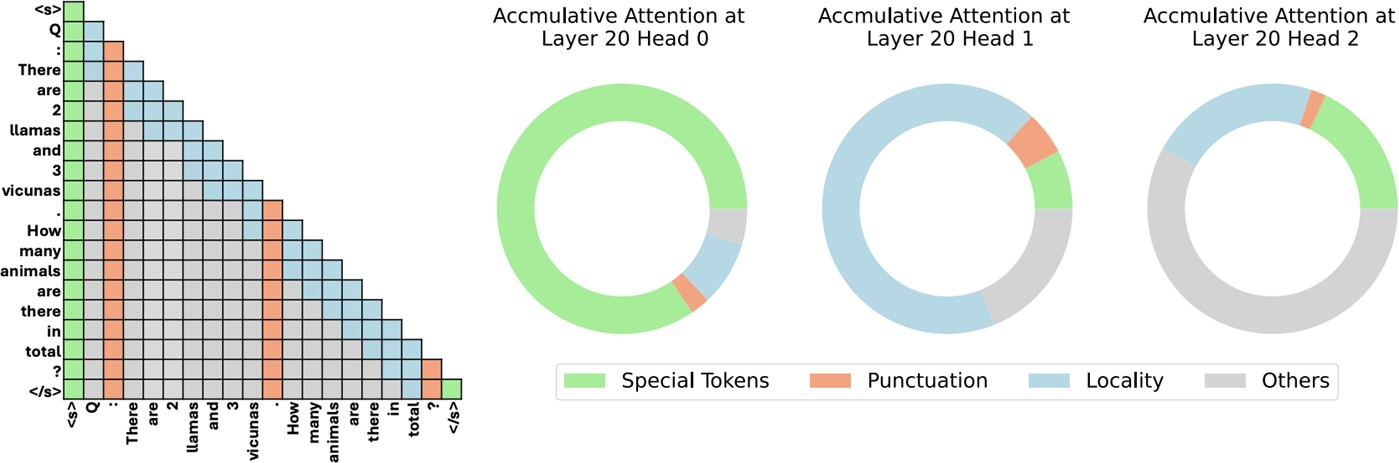 <s>
Q
:
There
are
2
llamas
and
3
vicunas
.
How
many
animals
are
there
in
total
?
</s>
<s>
Q
:
There
are
2
llamas
and
3
vicunas
.
How
many
animals
are
there
in
total
?
</s>
Accmulative Attention at
Layer 20 Head 0
Accmulative Attention at
Layer 20 Head 1
Accmulative Attention at
Layer 20 Head 2
Special Tokens
Punctuation
Locality
Others